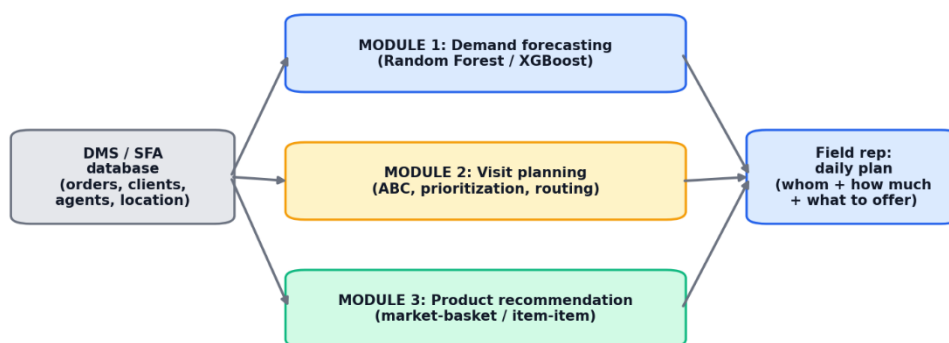 MODULE 1: Demand forecasting
(Random Forest / XGBoost)
DMS / SFA
database
(orders, clients,
agents, location)
MODULE 2: Visit planning
(ABC, prioritization, routing)
Field rep:
daily plan
(whom + how much
+ what to offer)
MODULE 3: Product recommendation
(market-basket / item-item)